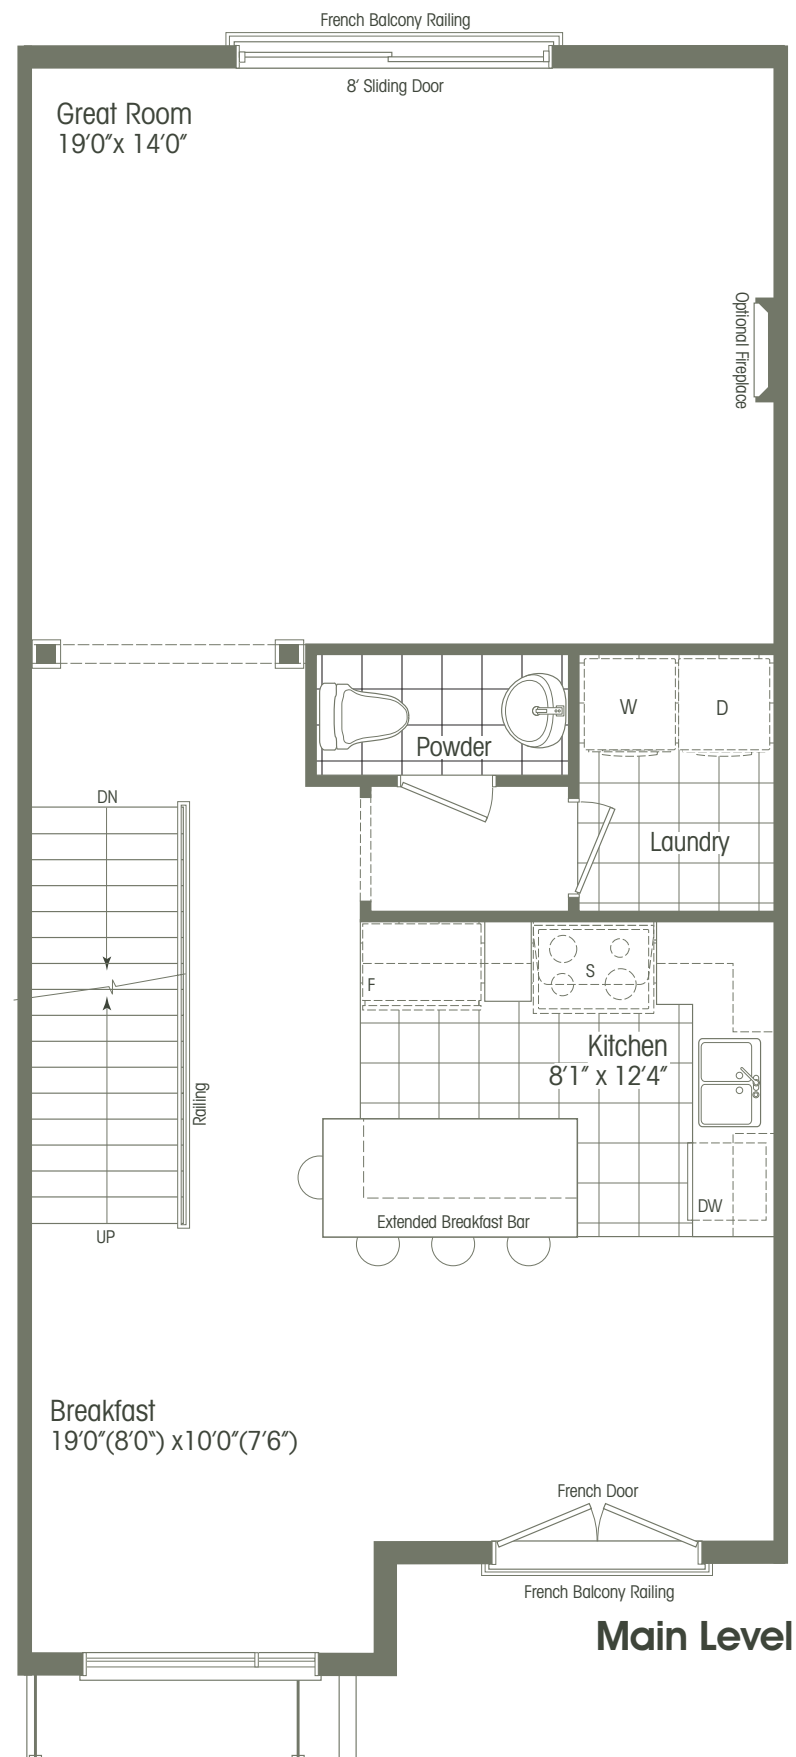 French Balcony Railing
8' Sliding Door
Great Room
19'0"x 14'0"
Optional Fireplace
W
D
Powder
Laundry
DN
F
S
Kitchen
8'1" x 12'4"
Railing
DW
Extended Breakfast Bar
UP
Breakfast
19'0"(8'0") x10'0"(7'6")
French Door
French Balcony Railing
Main Level